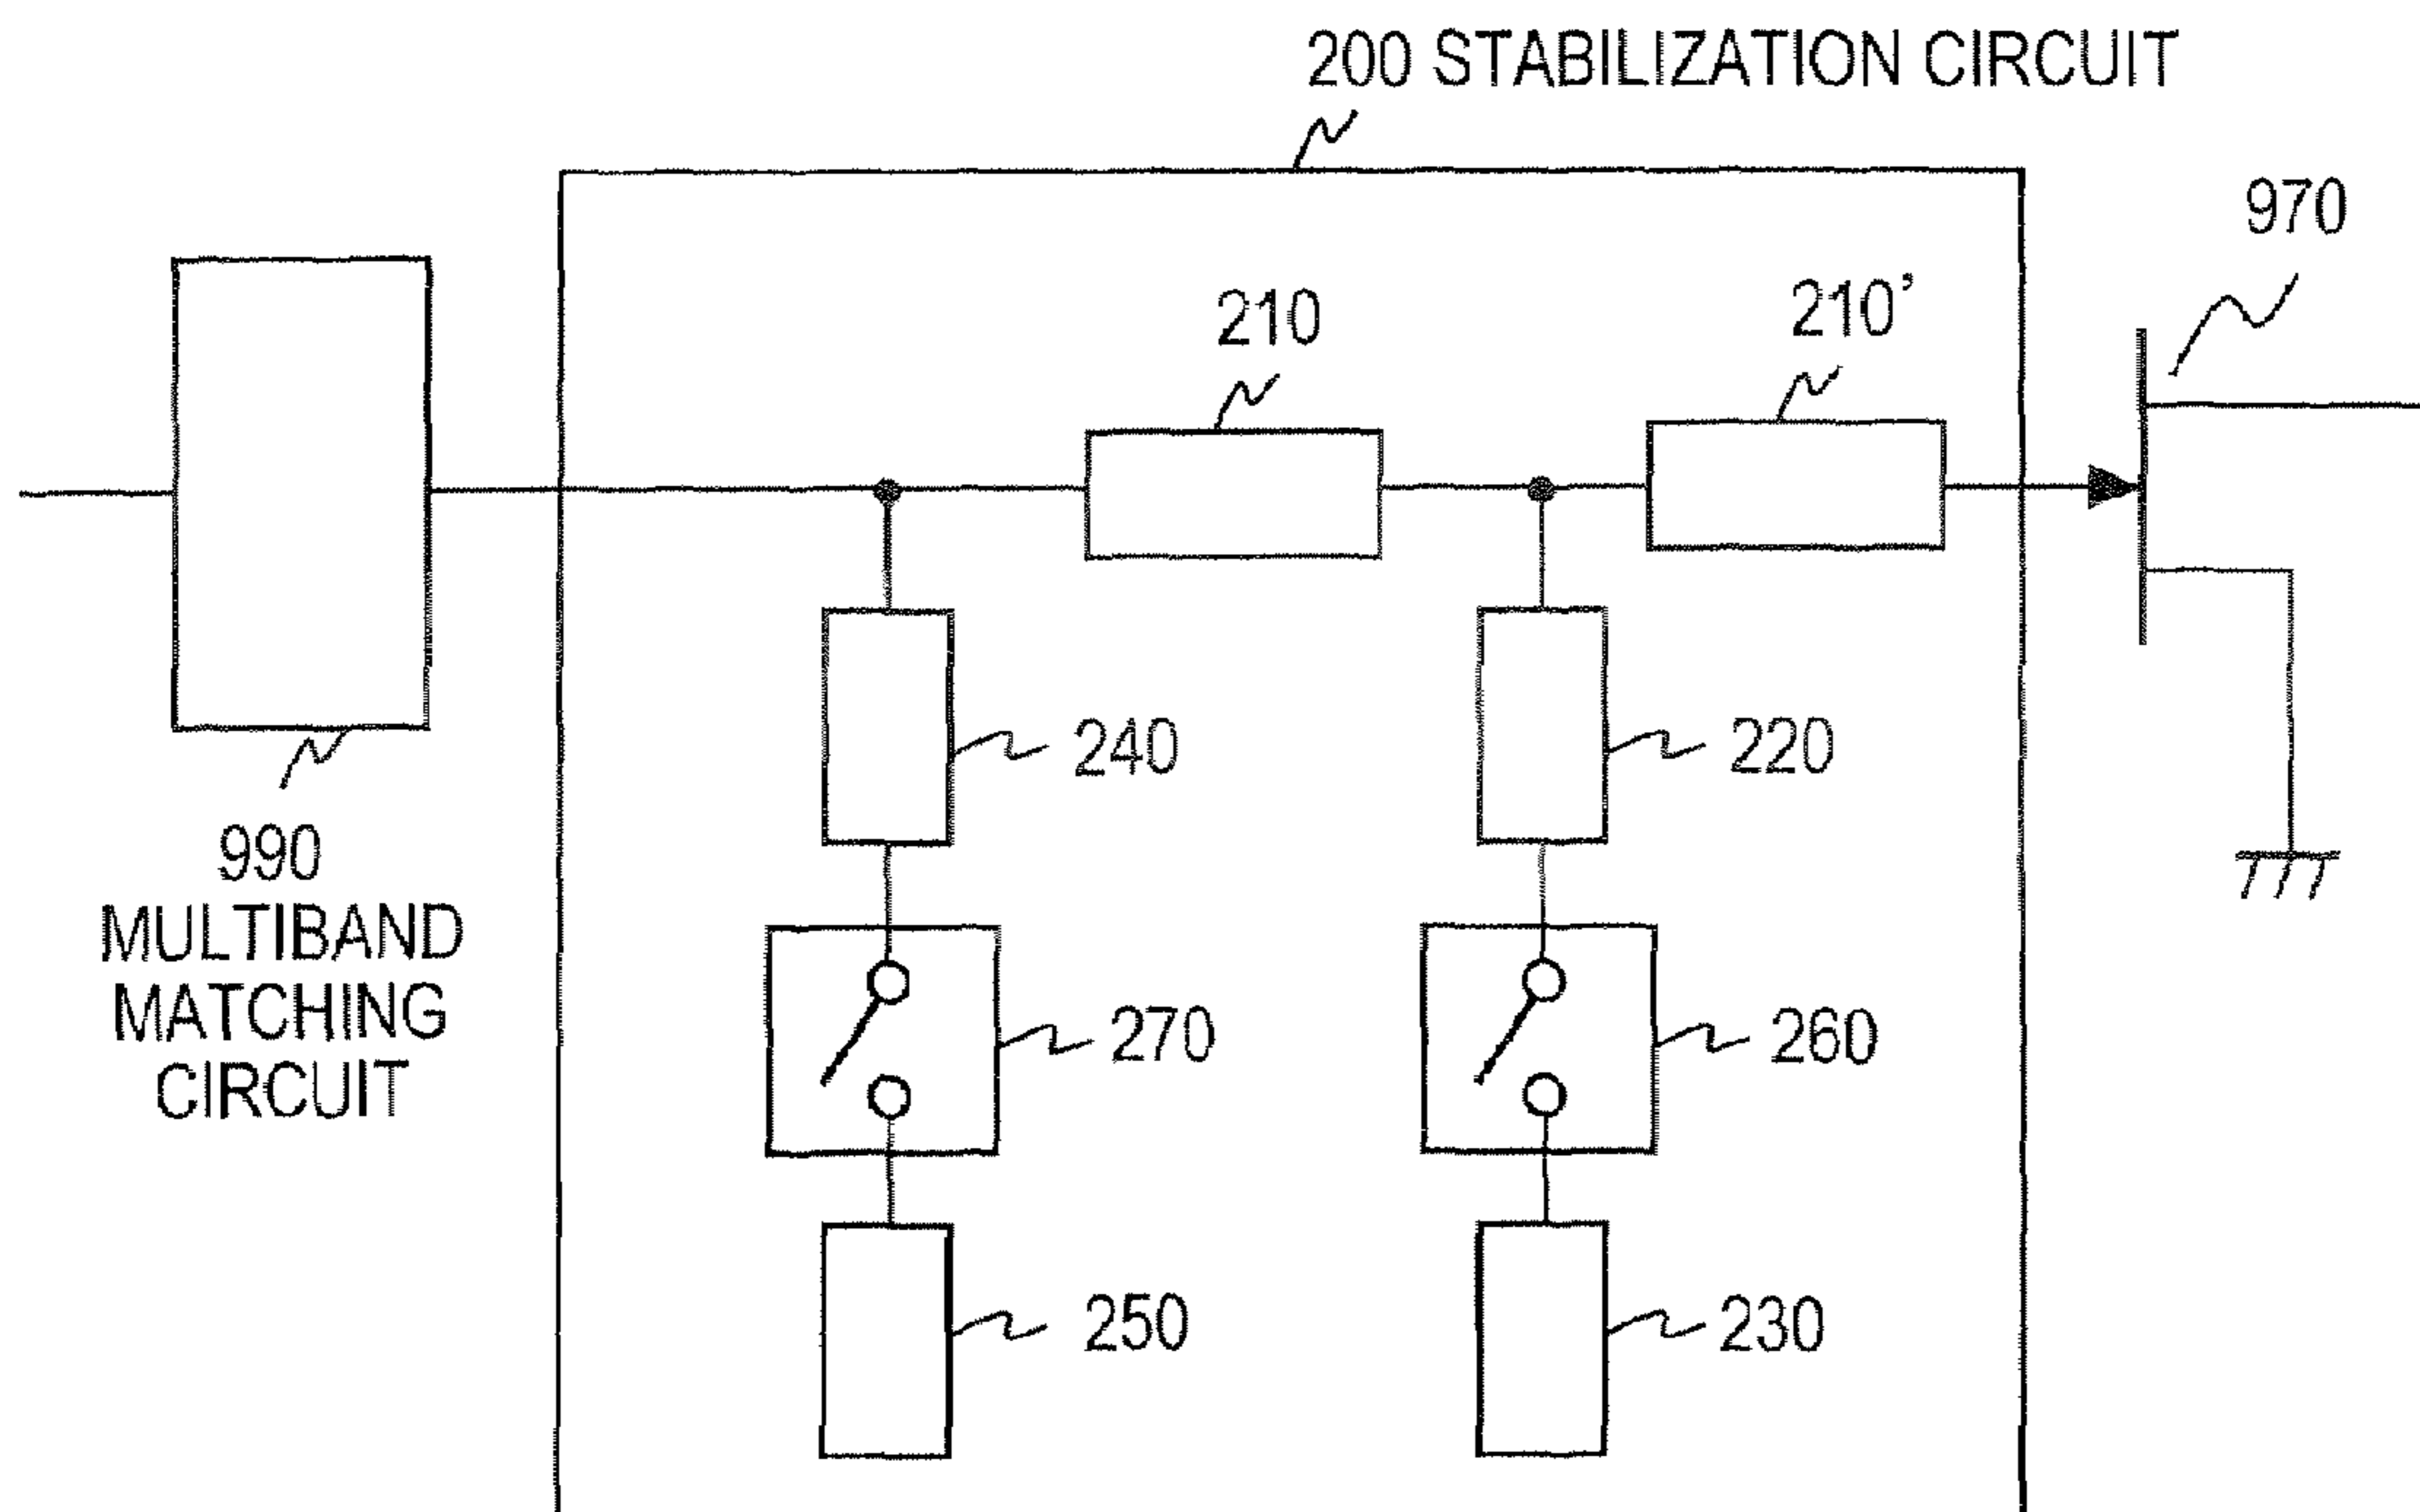 200 STABILIZATION CIRCUIT
970
210
210'
240
220
990
MULTIBAND
MATCHING
CIRCUIT
270
260
250
230